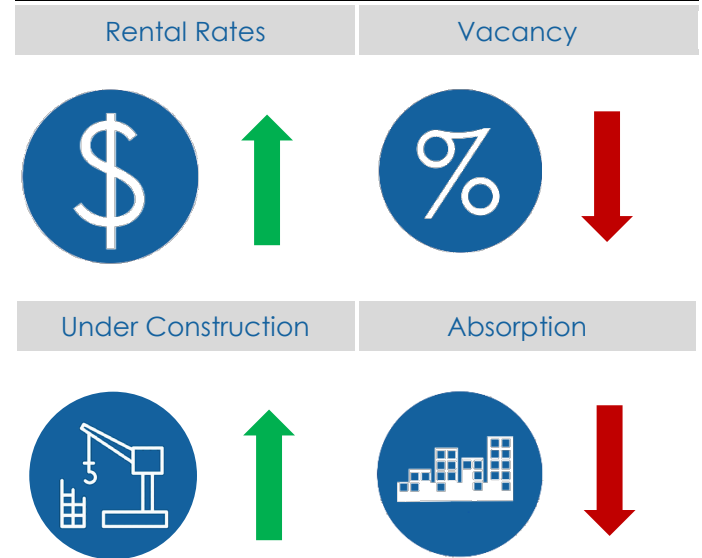 Rental Rates
Vacancy
$
%
Under Construction
Absorption